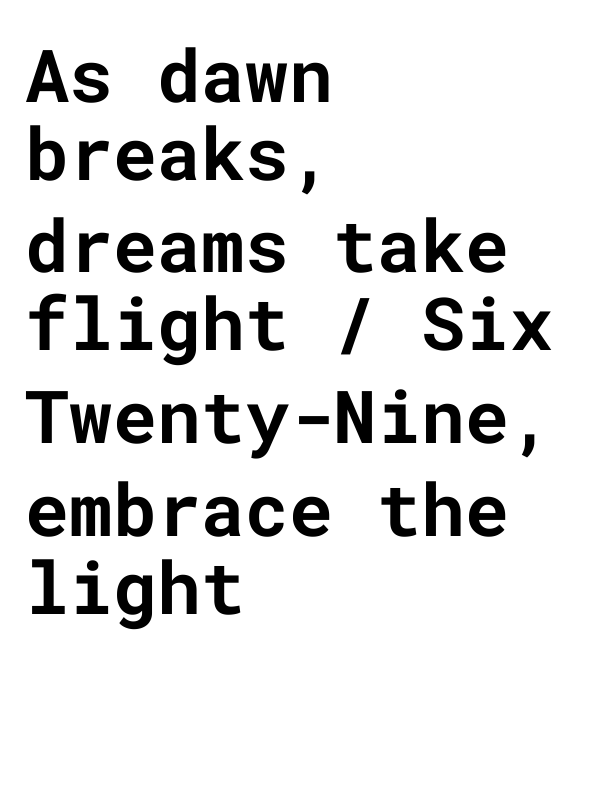 As dawn
breaks,
dreams take
flight / Six
Twenty-Nine,
embrace the
light